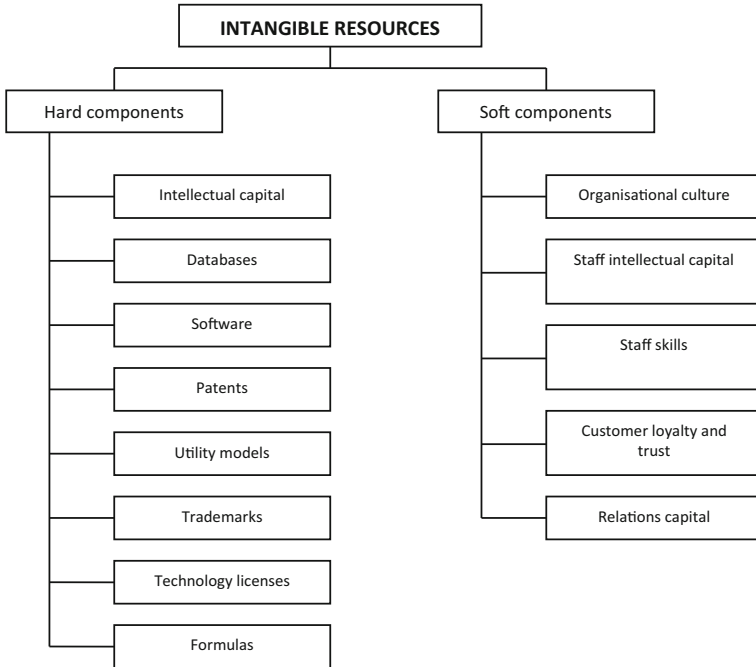 INTANGIBLE RESOURCES
Hard components
Soft components
Intellectual capital
Databases
Software
Patents
Utility models
Trademarks
Technology licenses
Formulas
Organisational culture
Staff intellectual capital
Staff skills
Customer loyalty and
trust
Relations capital